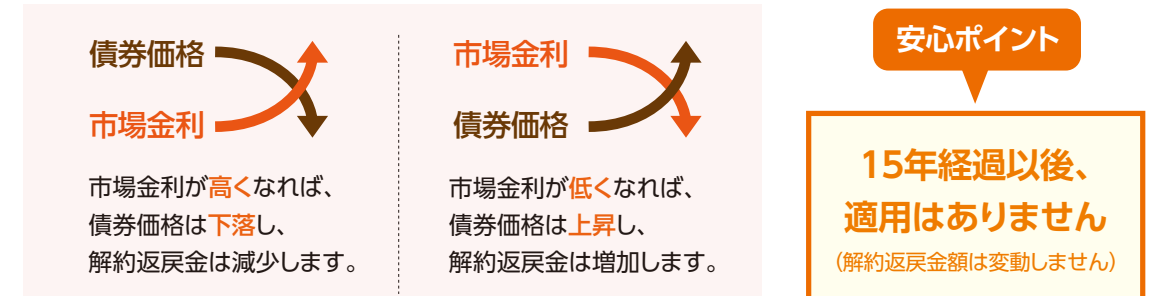 債券価格
市場金利
市場金利が高くなれば、
債券価格は下落し、
解約返戻金は減少します。
市場金利
債券価格
市場金利が低くなれば、
債券価格は上昇し、
解約返戻金は増加します。
安心ポイント
15年経過以後、
適用はありません
（解約返戻金額は変動しません）